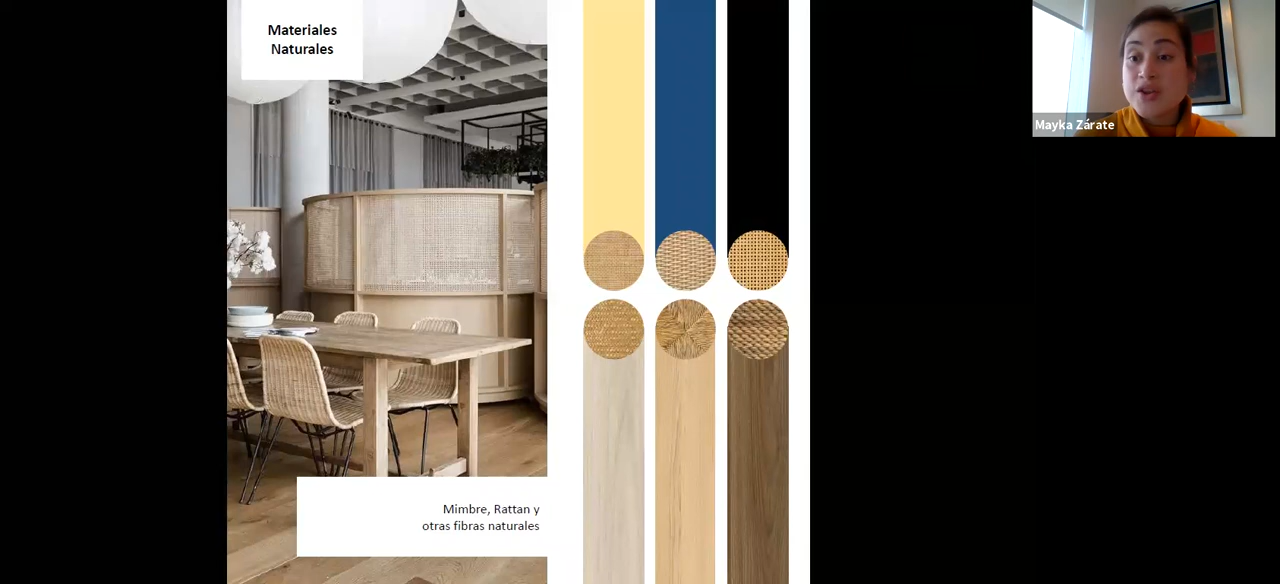 Materiales
Naturales
Mayka Zárate
Mimbre, Rattan y
otras fibras naturales